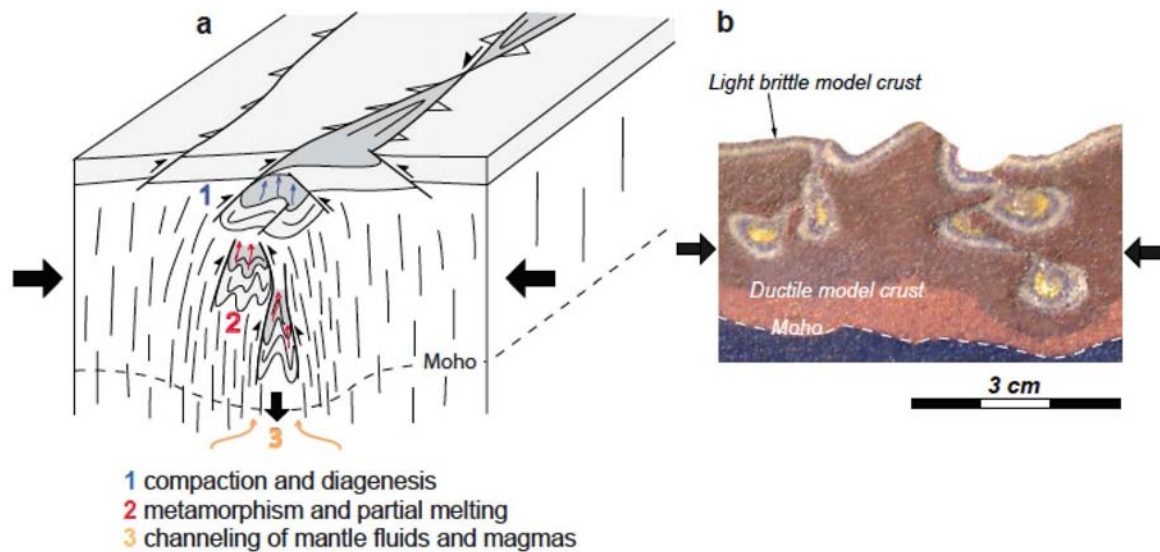 a
1
2
Moho
3
1 compaction and diagenesis
2 metamorphism and partial melting
3 channeling of mantle fluids and magmas
b
Light brittle model crust
Ductile model crust
Moho
3 cm